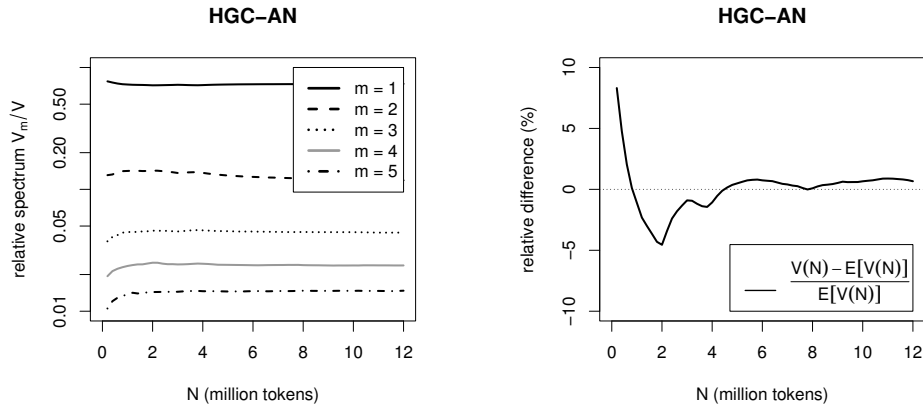 HGC−AN
relative spectrum Vm/V
0.50
0.20
0.05
0.01
m = 1
m = 2
m = 3
m = 4
m = 5
0 2 4 6 8 10 12
N (million tokens)
HGC−AN
relative difference (%)
10
5
0
−5
−10
V(N) − E[V(N)]
E[V(N)]
0 2 4 6 8 10 12
N (million tokens)